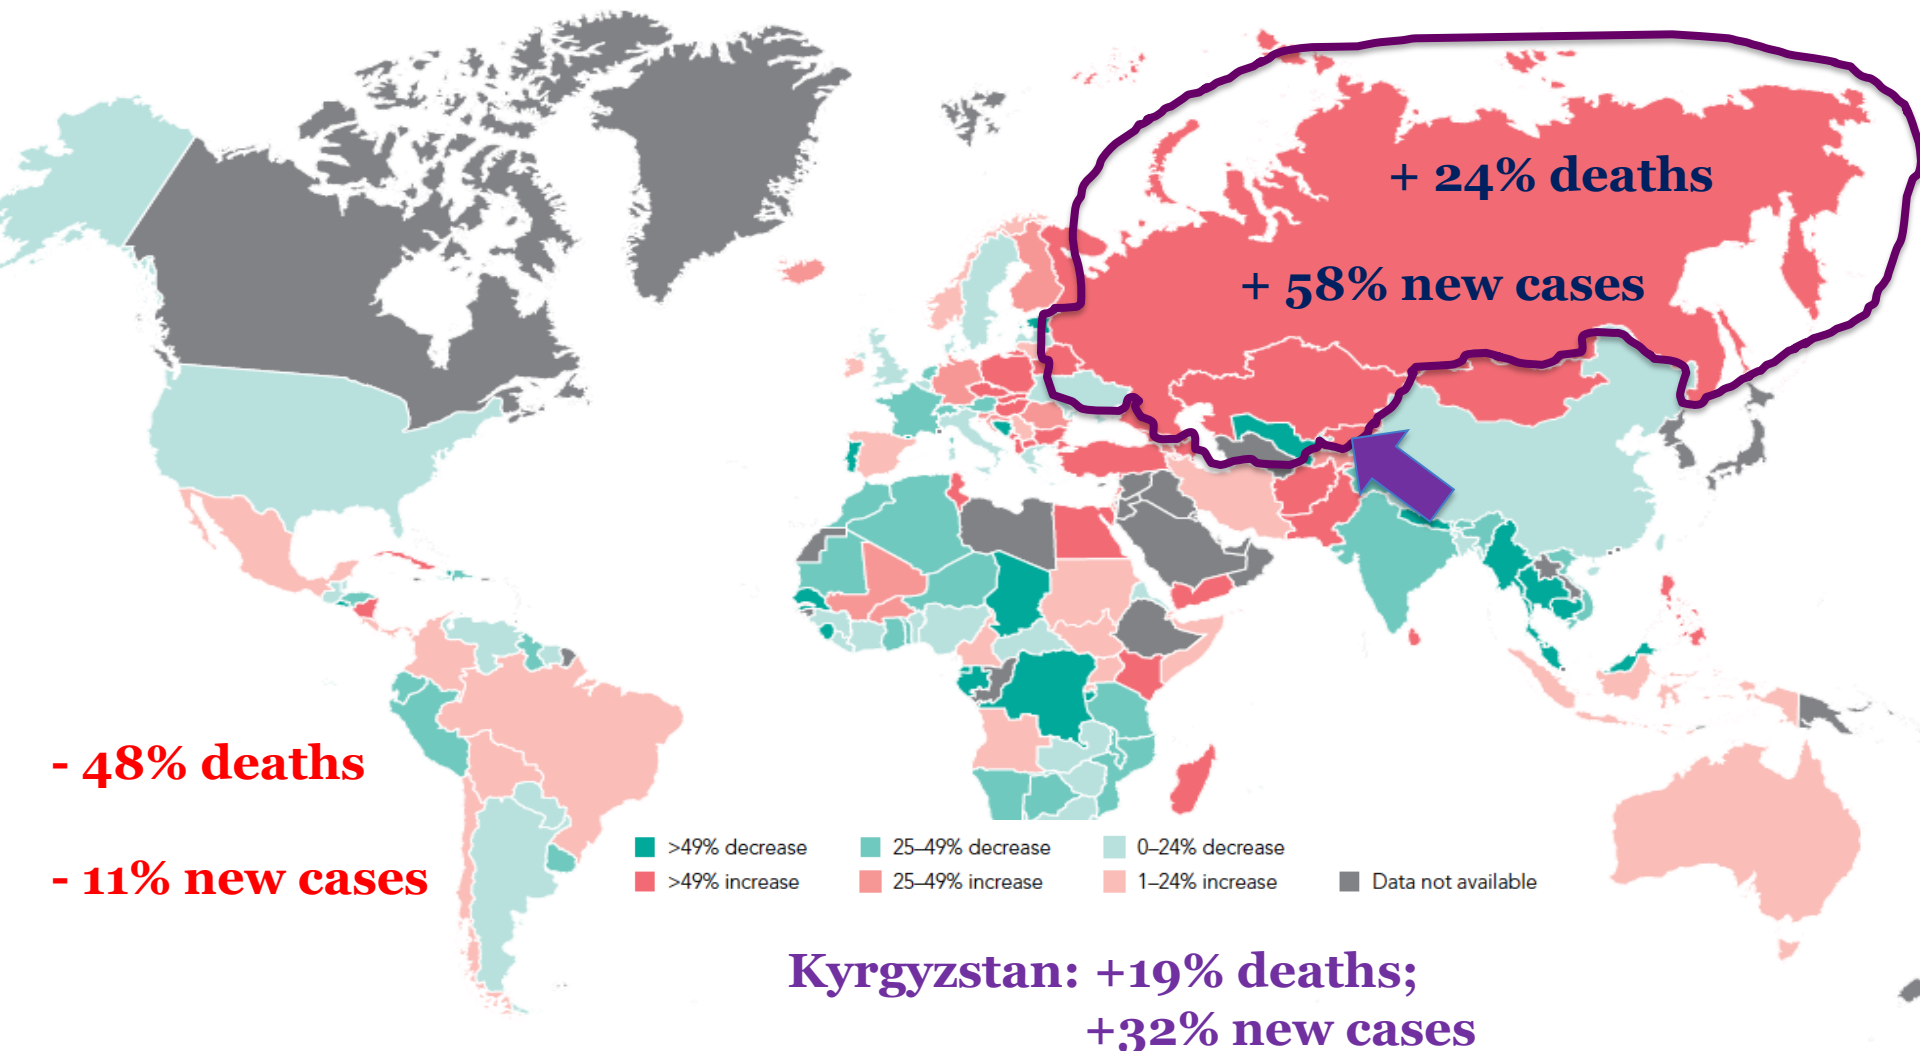 + 24% deaths
+ 58% new cases
- 48% deaths
- 11% new cases
>49% decrease
25–49% decrease
0–24% decrease
>49% increase
25–49% increase
1–24% increase
Data not available
Kyrgyzstan: +19% deaths;
+32% new cases